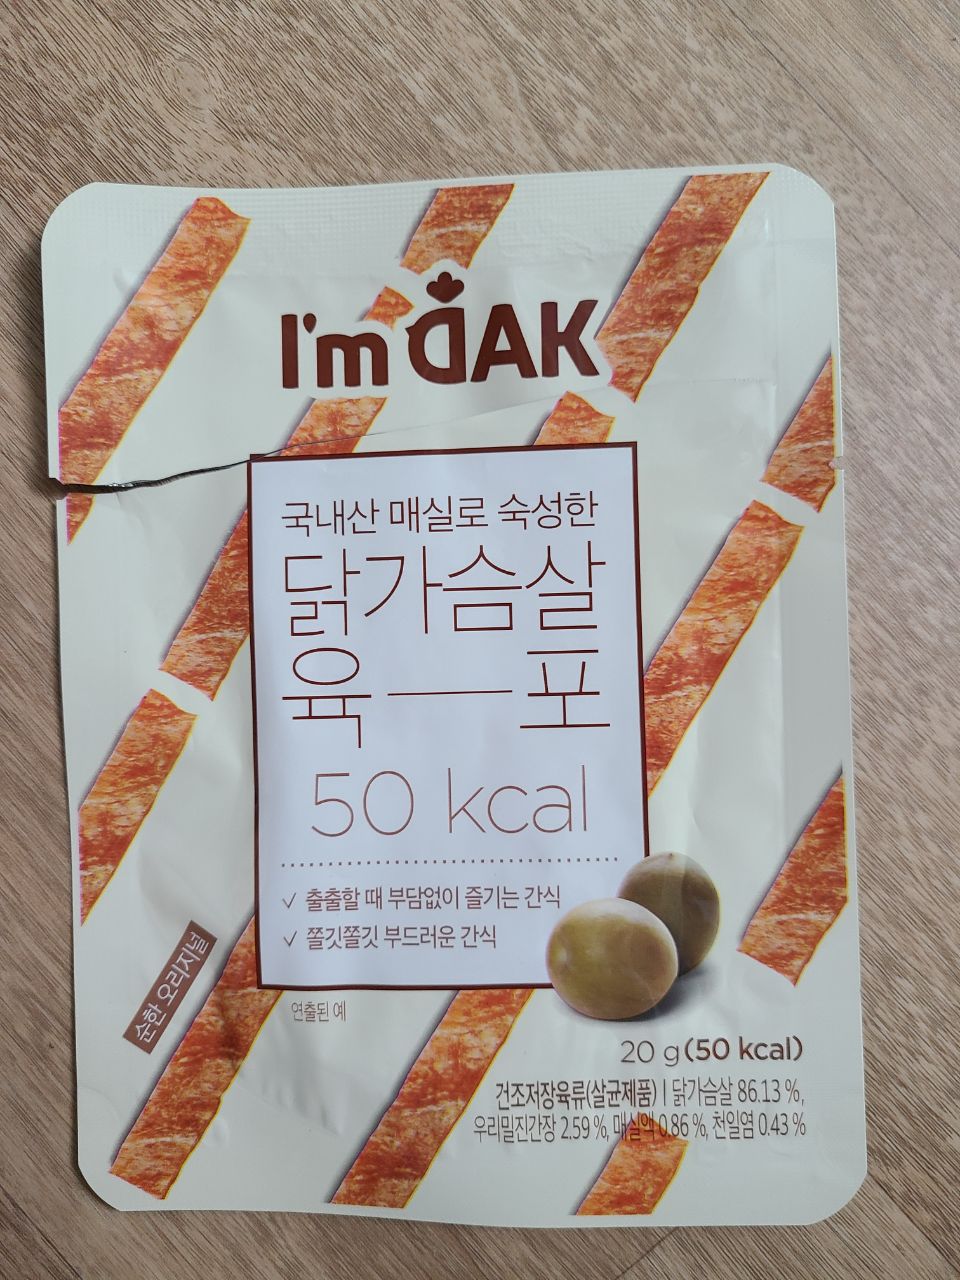 I'm DAK
국내산 매실로 숙성한
닭가슴살
육 — 포
50 kcal
✓ 출출할 때 부담없이 즐기는 간식
✓ 쫄깃쫄깃 부드러운 간식
순한 오리지널
연출된 예
20 g(50 kcal)
건조저장육류(살균제품) | 닭가슴살 86.13 %,
우리밀진간장 2.59 %, 매실액 0.86 %, 천일염 0.43 %